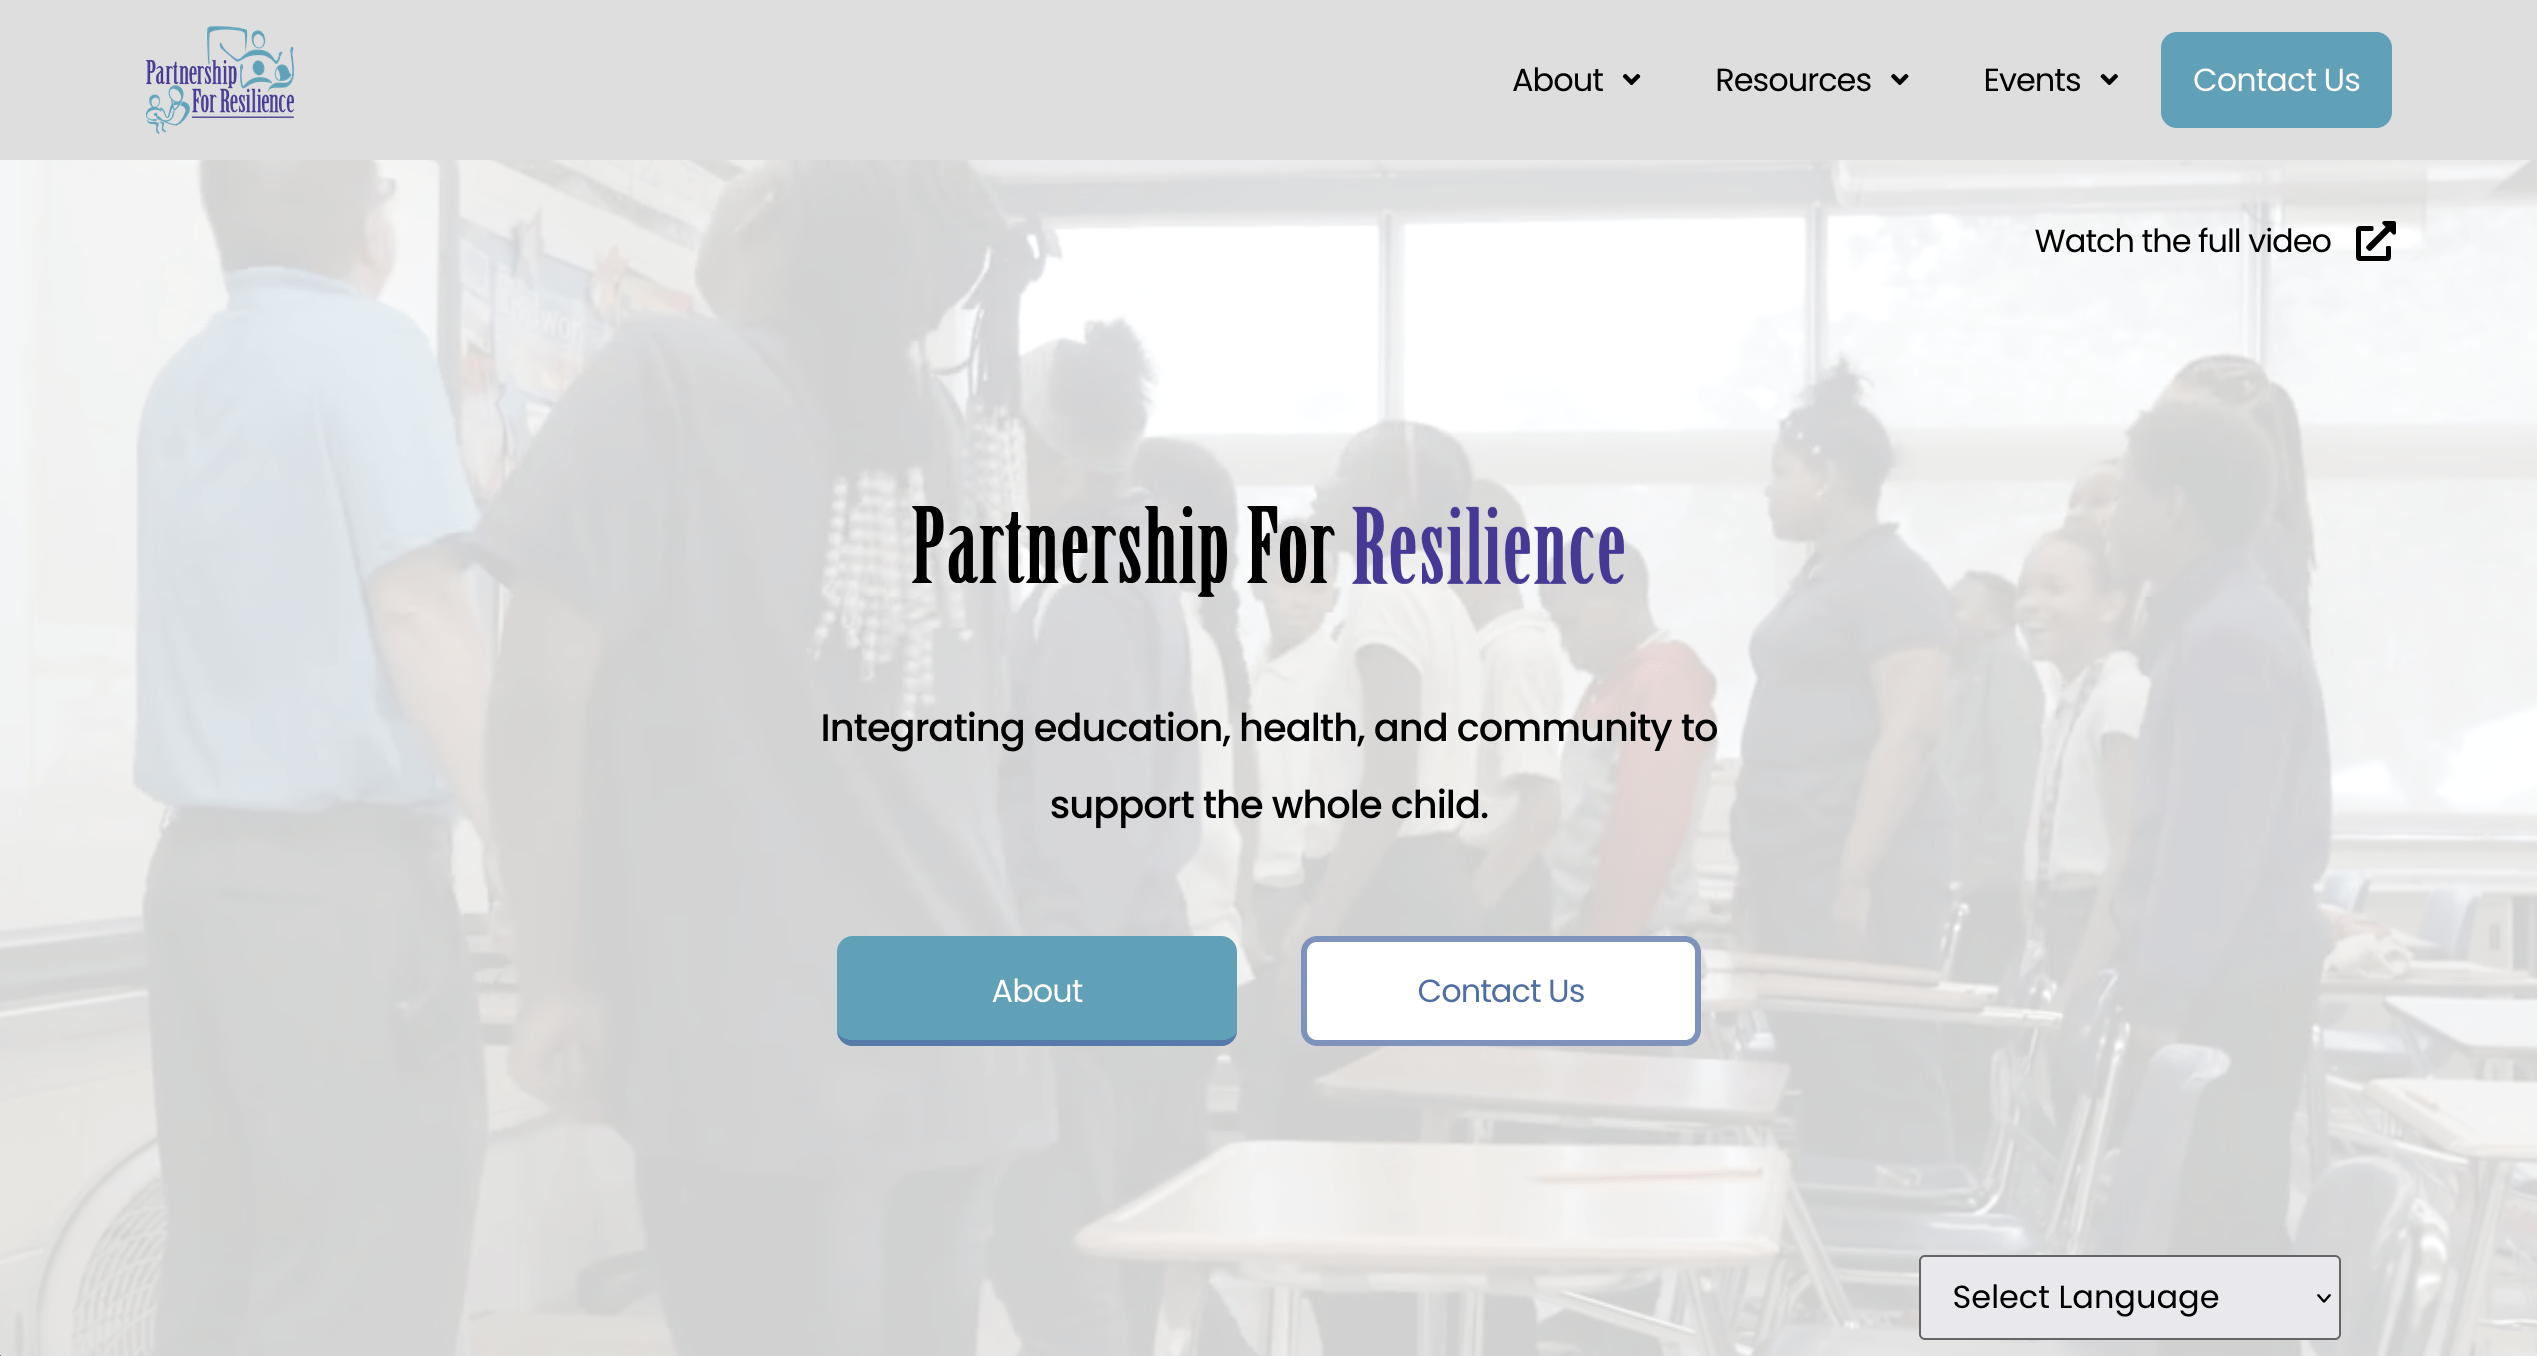 Partnership
For Resilience
About
Resources
Events
Contact Us
Watch the full video
Partnership For Resilience
Integrating education, health, and community to
support the whole child.
About
Contact Us
Select Language